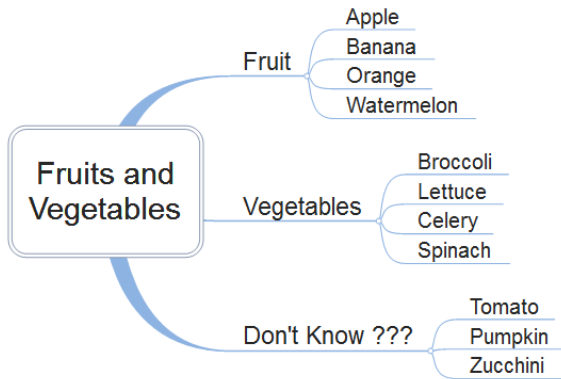 Fruits and
Vegetables
Fruit
Apple
Banana
Orange
Watermelon
Vegetables
Broccoli
Lettuce
Celery
Spinach
Don't Know ???
Tomato
Pumpkin
Zucchini